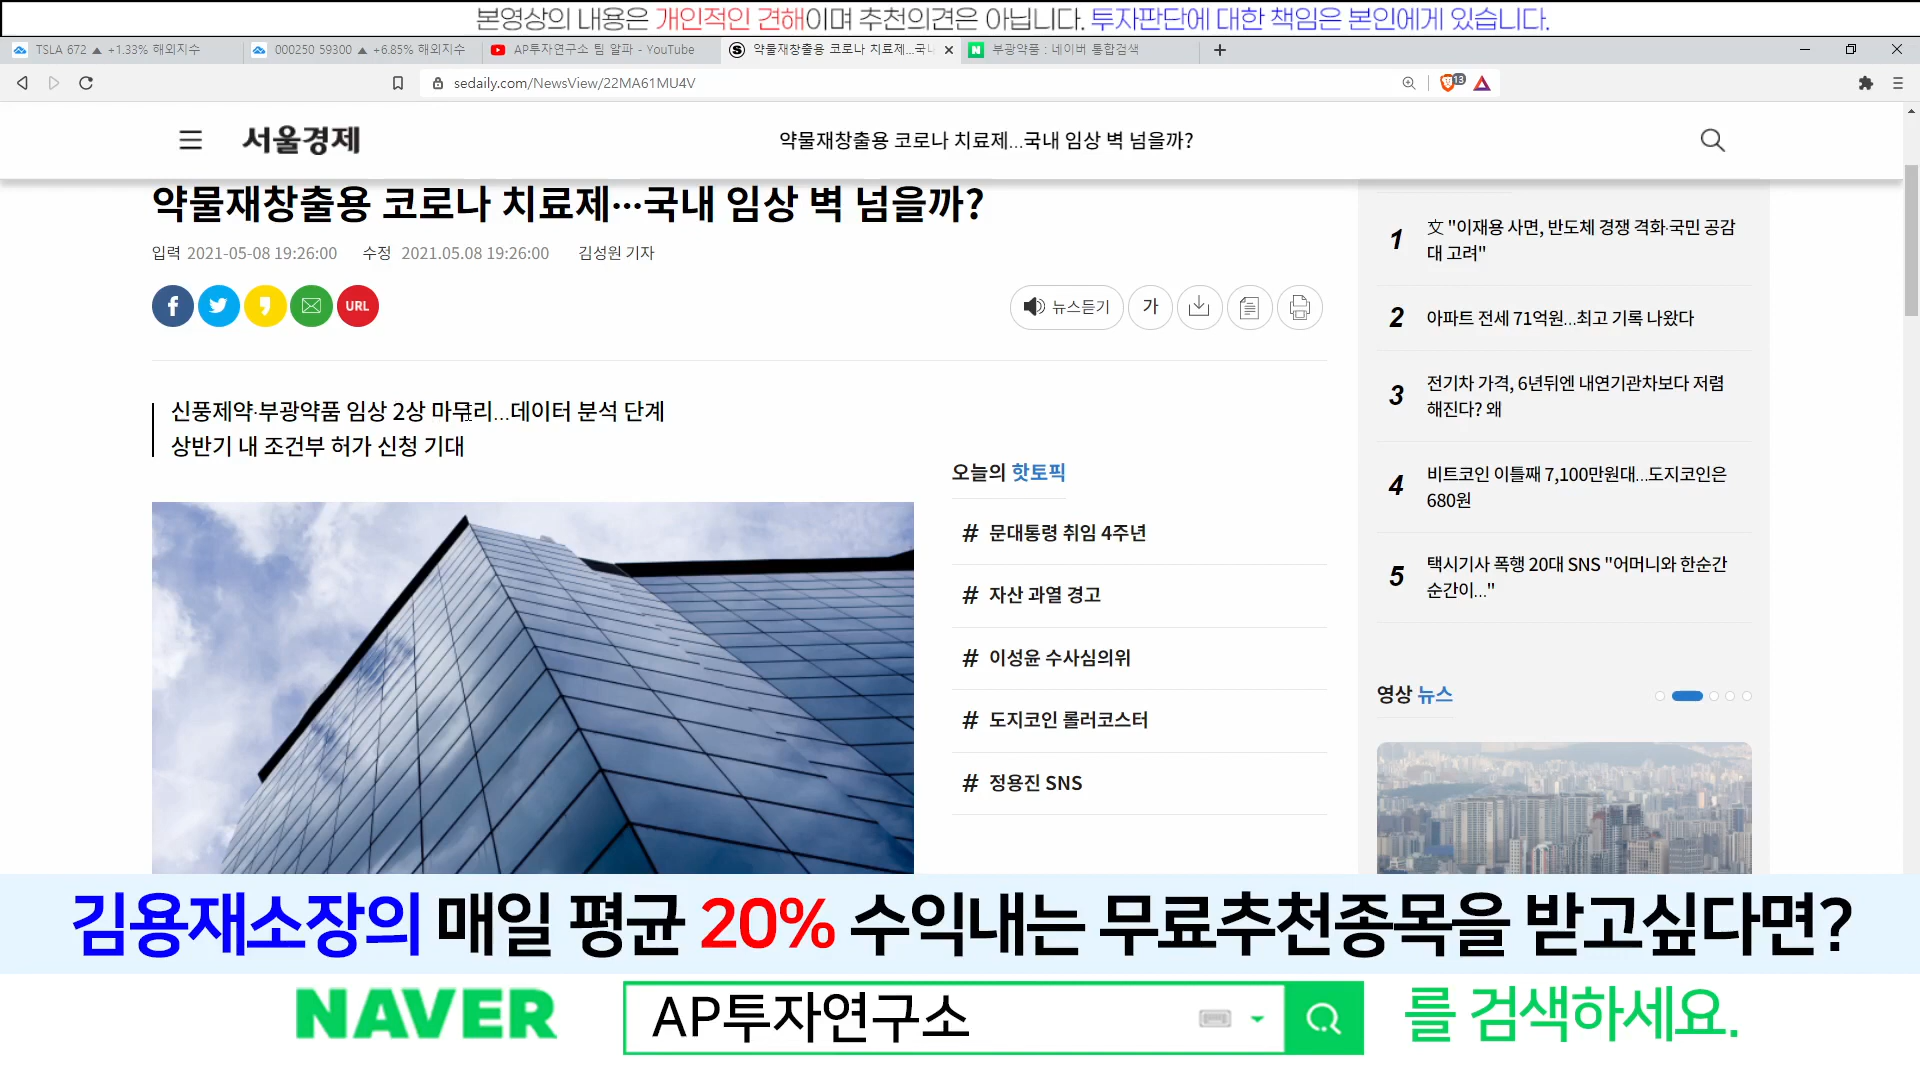 본영상의 내용은 개인적인 견해이며 추천의견은 아닙니다. 투자판단에 대한 책임은 본인에게 있습니다.
TSLA 672 ▲ +1.33% 해외지수
000250 59300 ▲ +6.85% 해외지수
AP투자연구소 팀 알파 - YouTube
약물재창출용 코로나 치료제...국내
부광약품 : 네이버 통합검색
sedaily.com/NewsView/22MA61MU4V
13
서울경제
약물재창출용 코로나 치료제...국내 임상 벽 넘을까?
약물재창출용 코로나 치료제···국내 임상 벽 넘을까?
입력 2021-05-08 19:26:00 수정 2021.05.08 19:26:00 김성원 기자
URL
뉴스듣기
가
신풍제약·부광약품 임상 2상 마무리...데이터 분석 단계
상반기 내 조건부 허가 신청 기대
오늘의 핫토픽
# 문대통령 취임 4주년
# 자산 과열 경고
# 이성윤 수사심의위
# 도지코인 롤러코스터
# 정용진 SNS
1 文 "이재용 사면, 반도체 경쟁 격화·국민 공감
대 고려"
2 아파트 전세 71억원...최고 기록 나왔다
3 전기차 가격, 6년뒤엔 내연기관차보다 저렴
해진다? 왜
4 비트코인 이틀째 7,100만원대...도지코인은
680원
5 택시기사 폭행 20대 SNS "어머니와 한순간
순간이..."
영상 뉴스
김용재소장의 매일 평균 20% 수익내는 무료추천종목을 받고싶다면?
NAVER AP투자연구소 를 검색하세요.